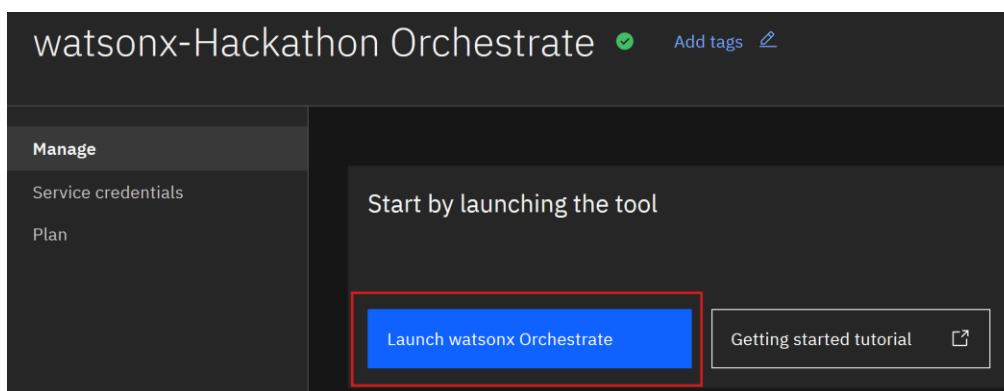 watsonx-Hackathon Orchestrate
Add tags
Manage
Service credentials
Plan
Start by launching the tool
Launch watsonx Orchestrate
Getting started tutorial